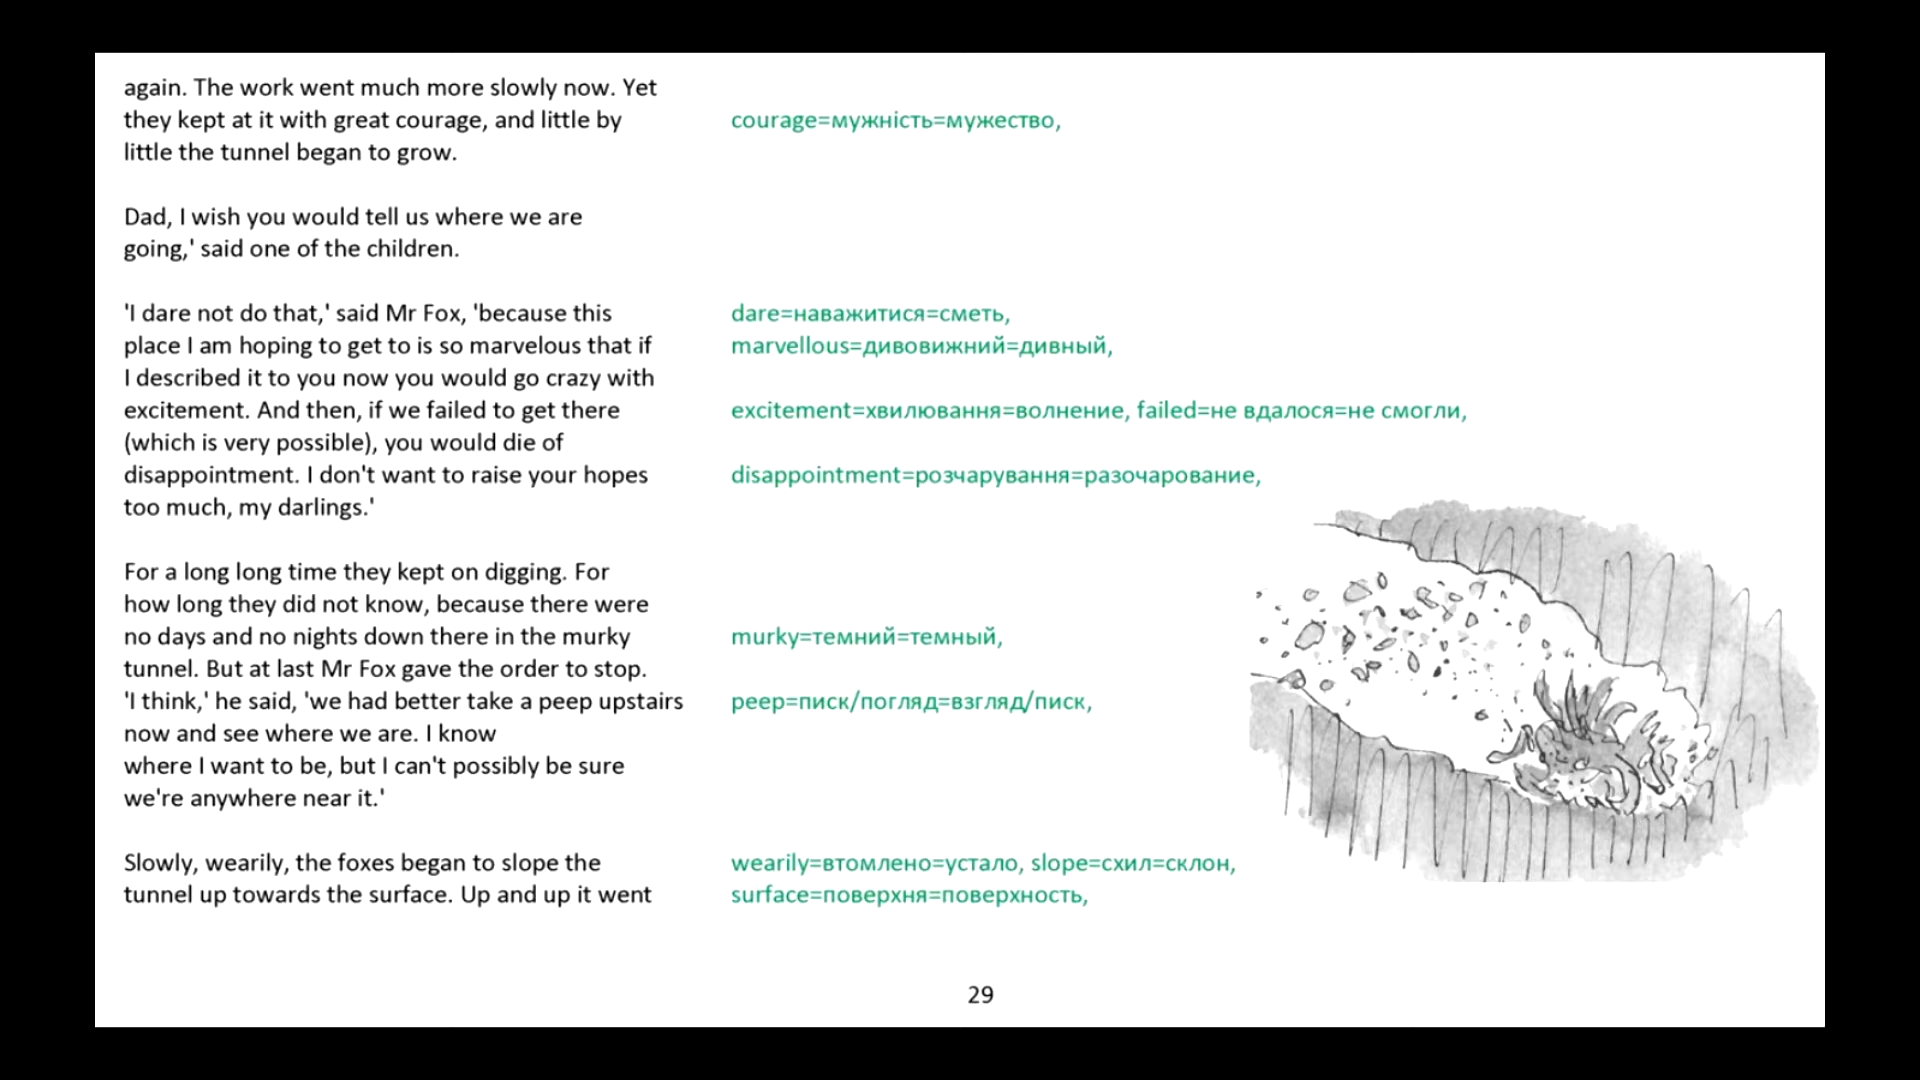 again. The work went much more slowly now. Yet
they kept at it with great courage, and little by courage=мужність=мужество,
little the tunnel began to grow.
Dad, I wish you would tell us where we are
going,' said one of the children.
'I dare not do that,' said Mr Fox, 'because this dare=наважитися=сметь,
place I am hoping to get to is so marvelous that if marvellous=дивовижний=дивный,
I described it to you now you would go crazy with
excitement. And then, if we failed to get there excitement=хвилювання=волнение, failed=не вдалося=не смогли,
(which is very possible), you would die of
disappointment. I don't want to raise your hopes disappointment=розчарування=разочарование,
too much, my darlings.'
For a long long time they kept on digging. For
how long they did not know, because there were
no days and no nights down there in the murky murky=темний=темный,
tunnel. But at last Mr Fox gave the order to stop.
'I think,' he said, 'we had better take a peep upstairs peep=писк/погляд=взгляд/писк,
now and see where we are. I know
where I want to be, but I can't possibly be sure
we're anywhere near it.'
Slowly, wearily, the foxes began to slope the wearily=втомлено=устало, slope=схил=склон,
tunnel up towards the surface. Up and up it went surface=поверхня=поверхность,
29